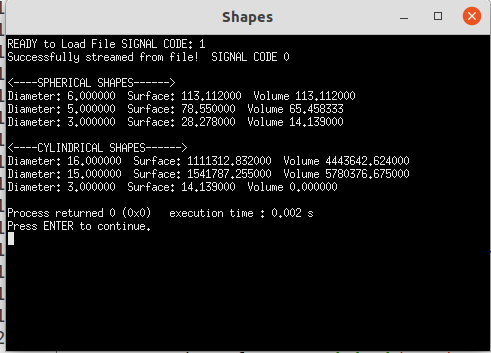 Shapes
READY to Load File SIGNAL CODE: 1
Successfully streamed from file!  SIGNAL CODE 0
<----SPHERICAL SHAPES------>
Diameter: 6.000000  Surface: 113.112000  Volume 113.112000
Diameter: 5.000000  Surface: 78.550000  Volume 65.458333
Diameter: 3.000000  Surface: 28.278000  Volume 14.139000
<----CYLINDRICAL SHAPES------>
Diameter: 16.000000  Surface: 1111312.832000  Volume 4443642.624000
Diameter: 15.000000  Surface: 1541787.255000  Volume 5780376.675000
Diameter: 3.000000  Surface: 14.139000  Volume 0.000000
Process returned 0 (0x0)   execution time : 0.002 s
Press ENTER to continue.